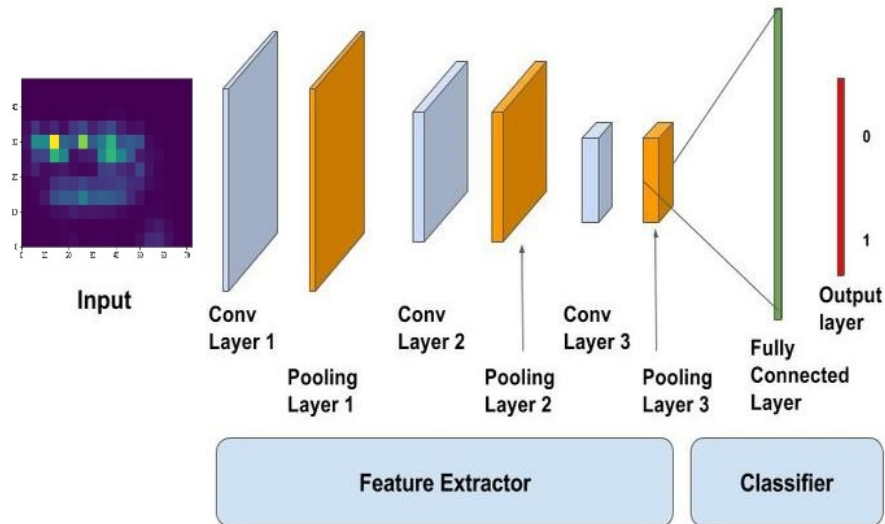 0
1
Input
Conv
Layer 1
Pooling
Layer 1
Conv
Layer 2
Pooling
Layer 2
Conv
Layer 3
Pooling
Layer 3
Fully
Connected
Layer
Output
layer
Feature Extractor
Classifier